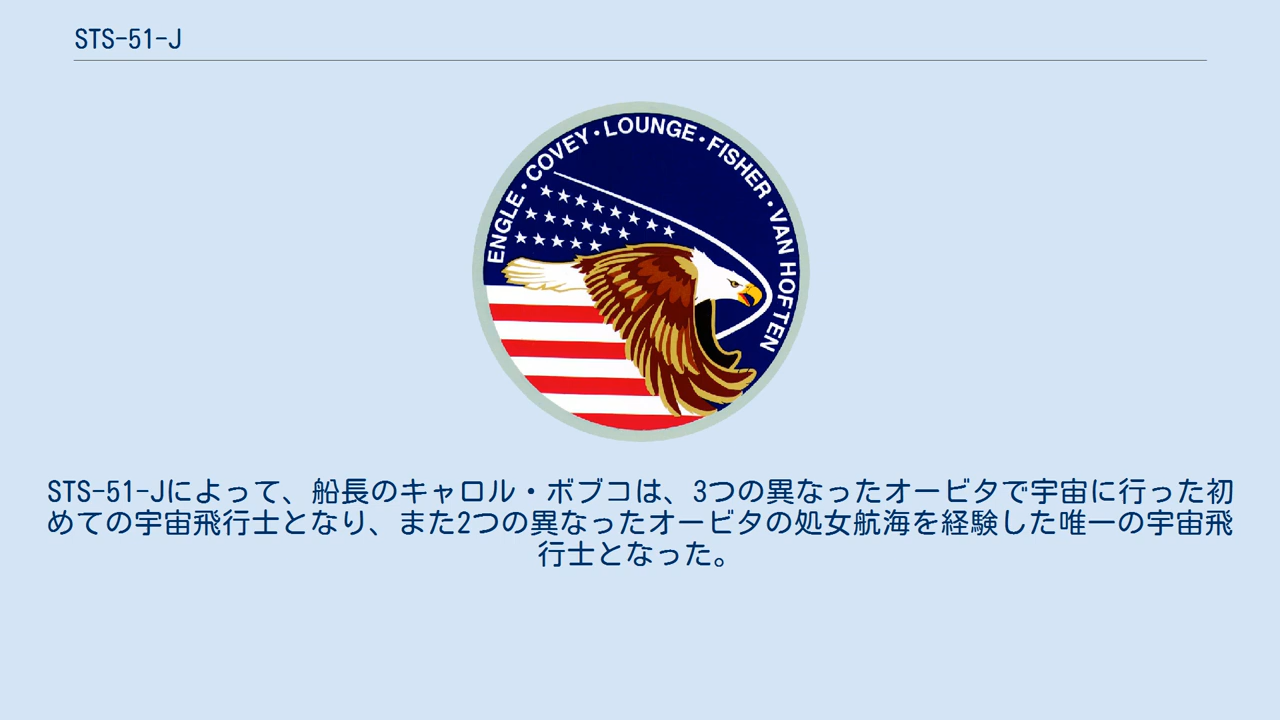 STS-51-J
ENGLE・COVEY・LOUNGE・FISHER・VAN HOFTEN
STS-51-Jによって、船長のキャロル・ボブコは、3つの異なったオービタで宇宙に行った初
めての宇宙飛行士となり、また2つの異なったオービタの処女航海を経験した唯一の宇宙飛
行士となった。